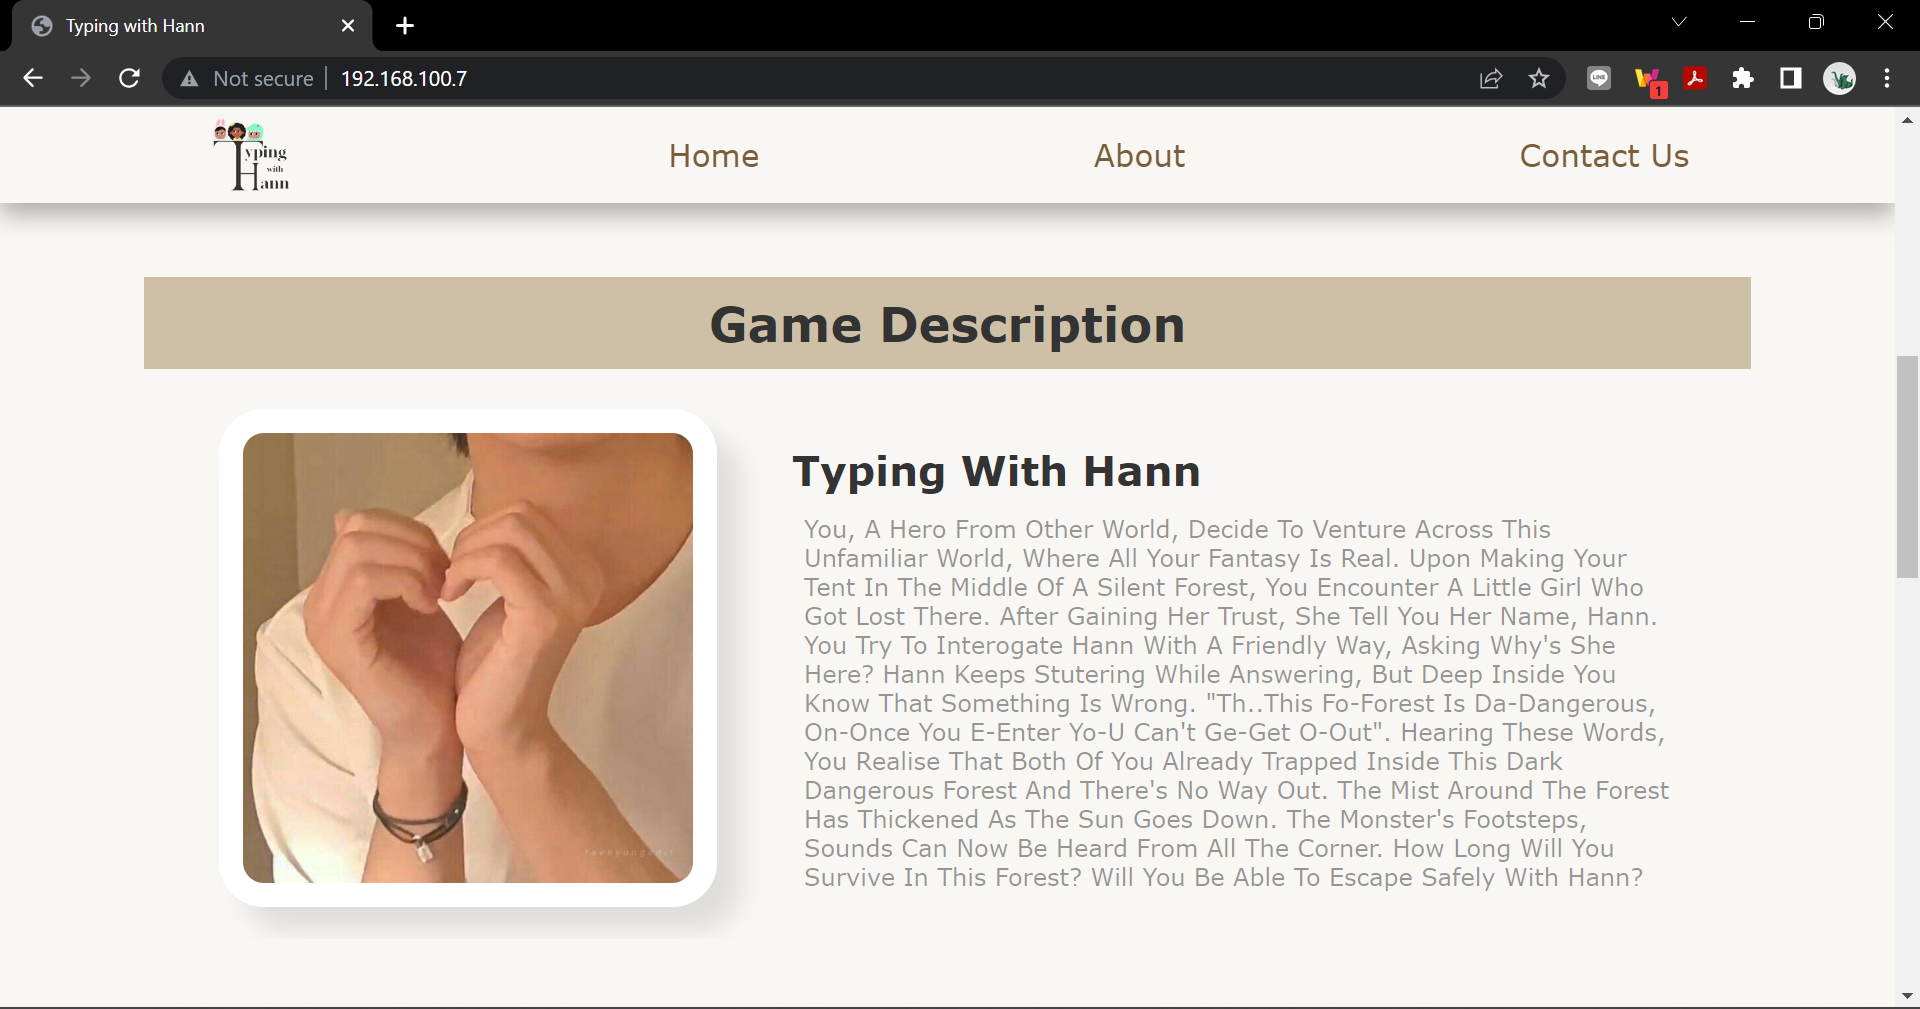 Typing with Hann
Not secure
192.168.100.7
LINE
1
Typing
with
Hann
Home
About
Contact Us
Game Description
Typing With Hann
You, A Hero From Other World, Decide To Venture Across This
Unfamiliar World, Where All Your Fantasy Is Real. Upon Making Your
Tent In The Middle Of A Silent Forest, You Encounter A Little Girl Who
Got Lost There. After Gaining Her Trust, She Tell You Her Name, Hann.
You Try To Interogate Hann With A Friendly Way, Asking Why's She
Here? Hann Keeps Stutering While Answering, But Deep Inside You
Know That Something Is Wrong. "Th..This Fo-Forest Is Da-Dangerous,
On-Once You E-Enter Yo-U Can't Ge-Get O-Out". Hearing These Words,
You Realise That Both Of You Already Trapped Inside This Dark
Dangerous Forest And There's No Way Out. The Mist Around The Forest
Has Thickened As The Sun Goes Down. The Monster's Footsteps,
Sounds Can Now Be Heard From All The Corner. How Long Will You
Survive In This Forest? Will You Be Able To Escape Safely With Hann?